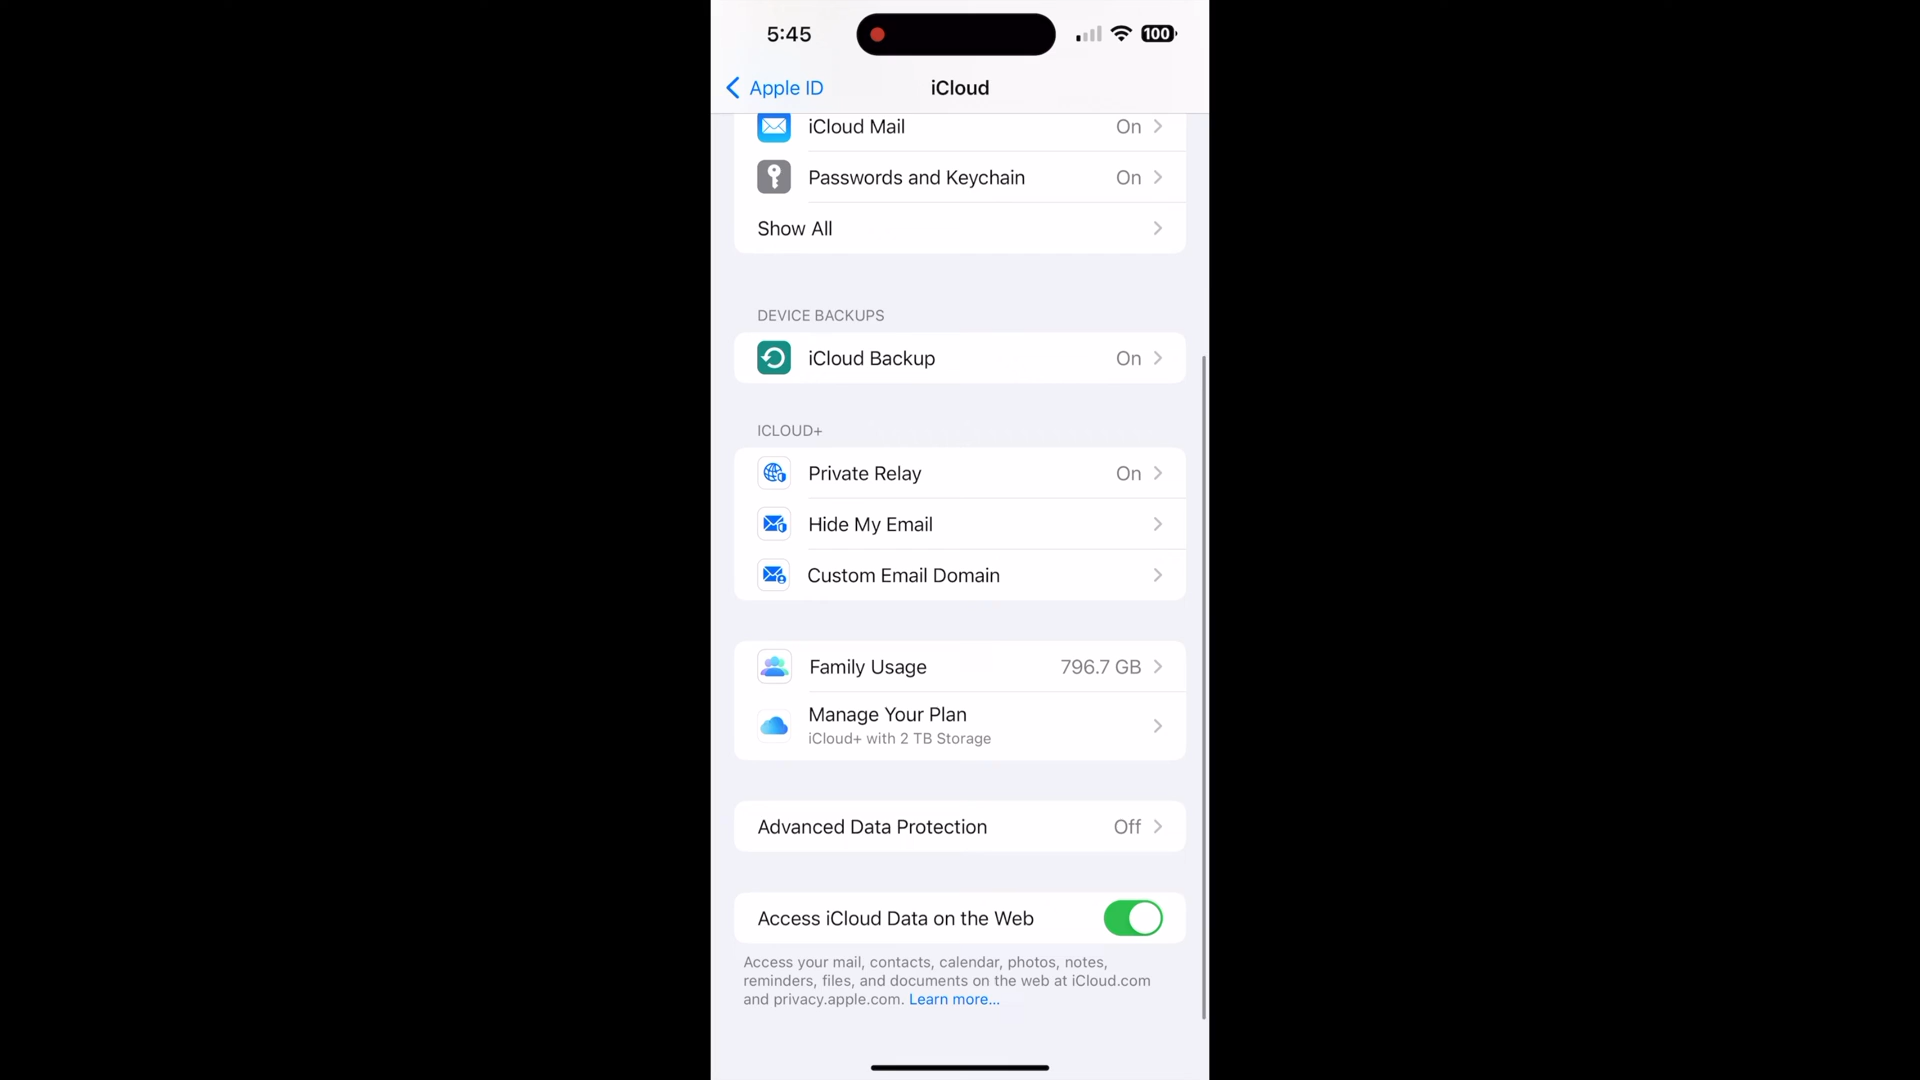 5:45
100
Apple ID
iCloud
iCloud Mail On
Passwords and Keychain On
Show All
DEVICE BACKUPS
iCloud Backup On
ICLOUD+
Private Relay On
Hide My Email
Custom Email Domain
Family Usage 796.7 GB
Manage Your Plan
iCloud+ with 2 TB Storage
Advanced Data Protection Off
Access iCloud Data on the Web
Access your mail, contacts, calendar, photos, notes,
reminders, files, and documents on the web at iCloud.com
and privacy.apple.com. Learn more...